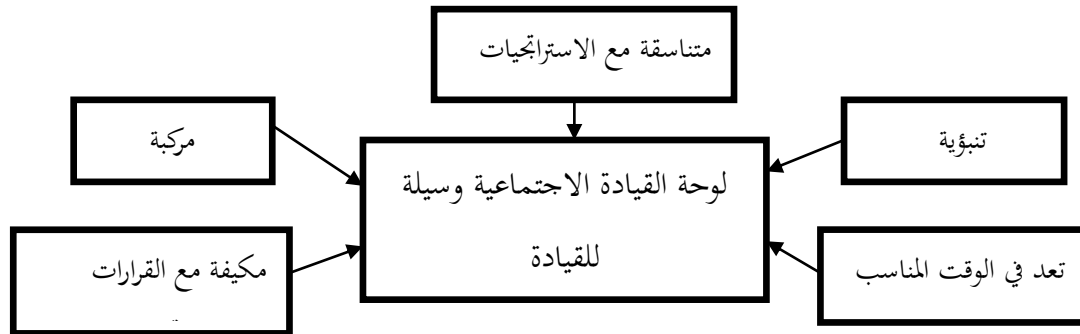 متناسقة مع الاستراتجيات
تنبؤية
مركبة
لوحة القيادة الاجتماعية وسيلة
للقيادة
تعد في الوقت المناسب
مكيفة مع القرارات